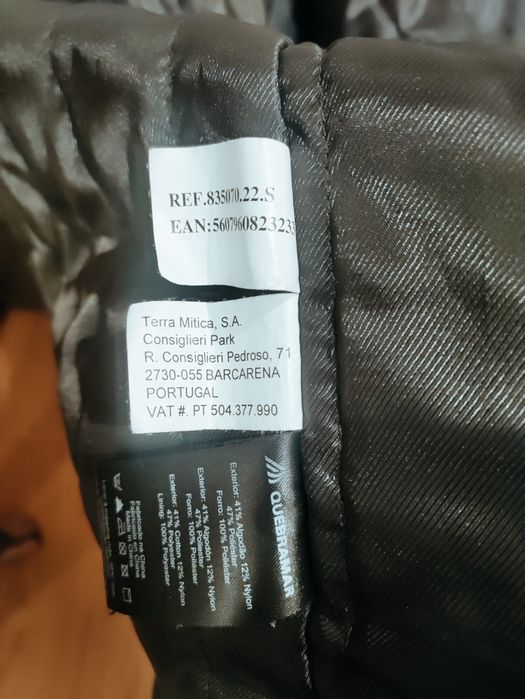 REF.835070.22.S
EAN:560796082323
Terra Mitica, S.A.
Consiglieri Park
R. Consiglieri Pedroso, 71
2730-055 BARCARENA
PORTUGAL
VAT #. PT 504.377.990
QUEBRAMAR
Exterior: 41% Algodão 12% Nylon
47% Poliéster
Forro: 100% Poliéster
Exterior: 41% Algodón 12% Nylon
47% Poliéster
Forro: 100% Poliéster
Exterior: 41% Cotton 12% Nylon
47% Polyester
Lining: 100% Polyester
Fabricado na China
Fabricado en China
Made in China